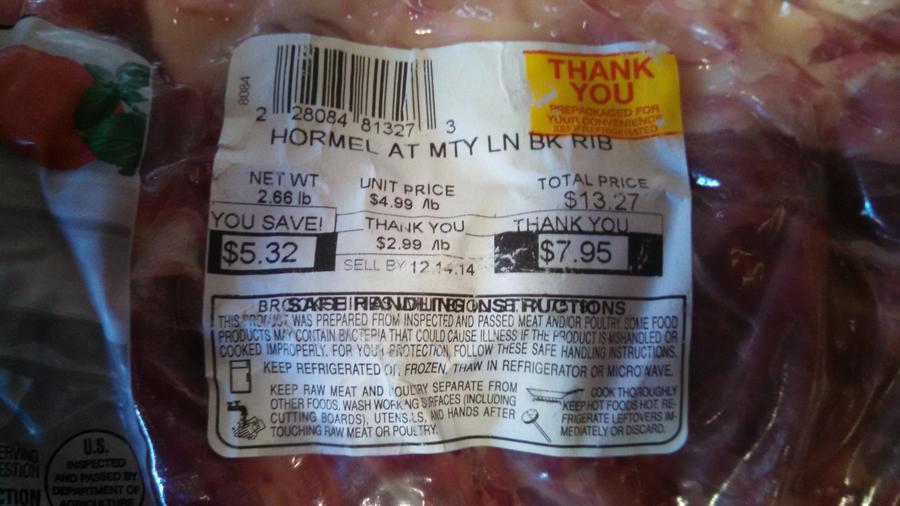 8084
2 28084 81327 3
THANK
YOU
PREPACKAGED FOR
YOUR CONVENIENCE
KEEP REFRIGERATED
HORMEL AT MTY LN BK RIB
NET WT
2.66 lb
UNIT PRICE
$4.99 /lb
TOTAL PRICE
$13.27
YOU SAVE!
$5.32
THANK YOU
$2.99 /lb
THANK YOU
$7.95
SELL BY 12.14.14
SAFE HANDLING INSTRUCTIONS
THIS PRODUCT WAS PREPARED FROM INSPECTED AND PASSED MEAT AND/OR POULTRY. SOME FOOD
PRODUCTS MAY CONTAIN BACTERIA THAT COULD CAUSE ILLNESS IF THE PRODUCT IS MISHANDLED OR
COOKED IMPROPERLY. FOR YOUR PROTECTION, FOLLOW THESE SAFE HANDLING INSTRUCTIONS.
KEEP REFRIGERATED OR FROZEN. THAW IN REFRIGERATOR OR MICROWAVE.
KEEP RAW MEAT AND POULTRY SEPARATE FROM
OTHER FOODS. WASH WORKING SURFACES (INCLUDING
CUTTING BOARDS), UTENSILS, AND HANDS AFTER
TOUCHING RAW MEAT OR POULTRY.
COOK THOROUGHLY
KEEP HOT FOODS HOT. RE-
FRIGERATE LEFTOVERS IM-
MEDIATELY OR DISCARD.
U.S.
INSPECTED
AND PASSED BY
DEPARTMENT OF
AGRICULTURE